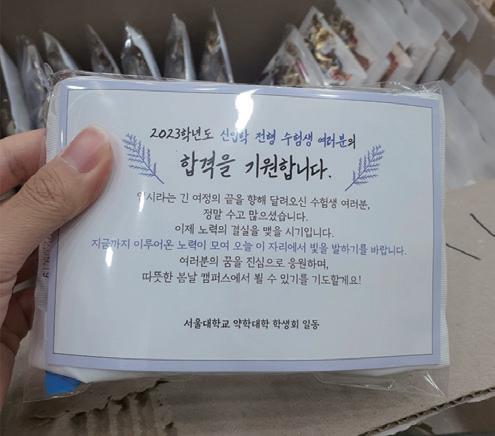 2023학년도 신입학 전형 수험생 여러분의
합격을 기원합니다.
입시라는 긴 여정의 끝을 향해 달려오신 수험생 여러분,
정말 수고 많으셨습니다.
이제 노력의 결실을 맺을 시기입니다.
지금까지 이루어온 노력이 모여 오늘 이 자리에서 빛을 발하기를 바랍니다.
여러분의 꿈을 진심으로 응원하며,
따뜻한 봄날 캠퍼스에서 뵐 수 있기를 기도할게요!
서울대학교 약학대학 학생회 일동